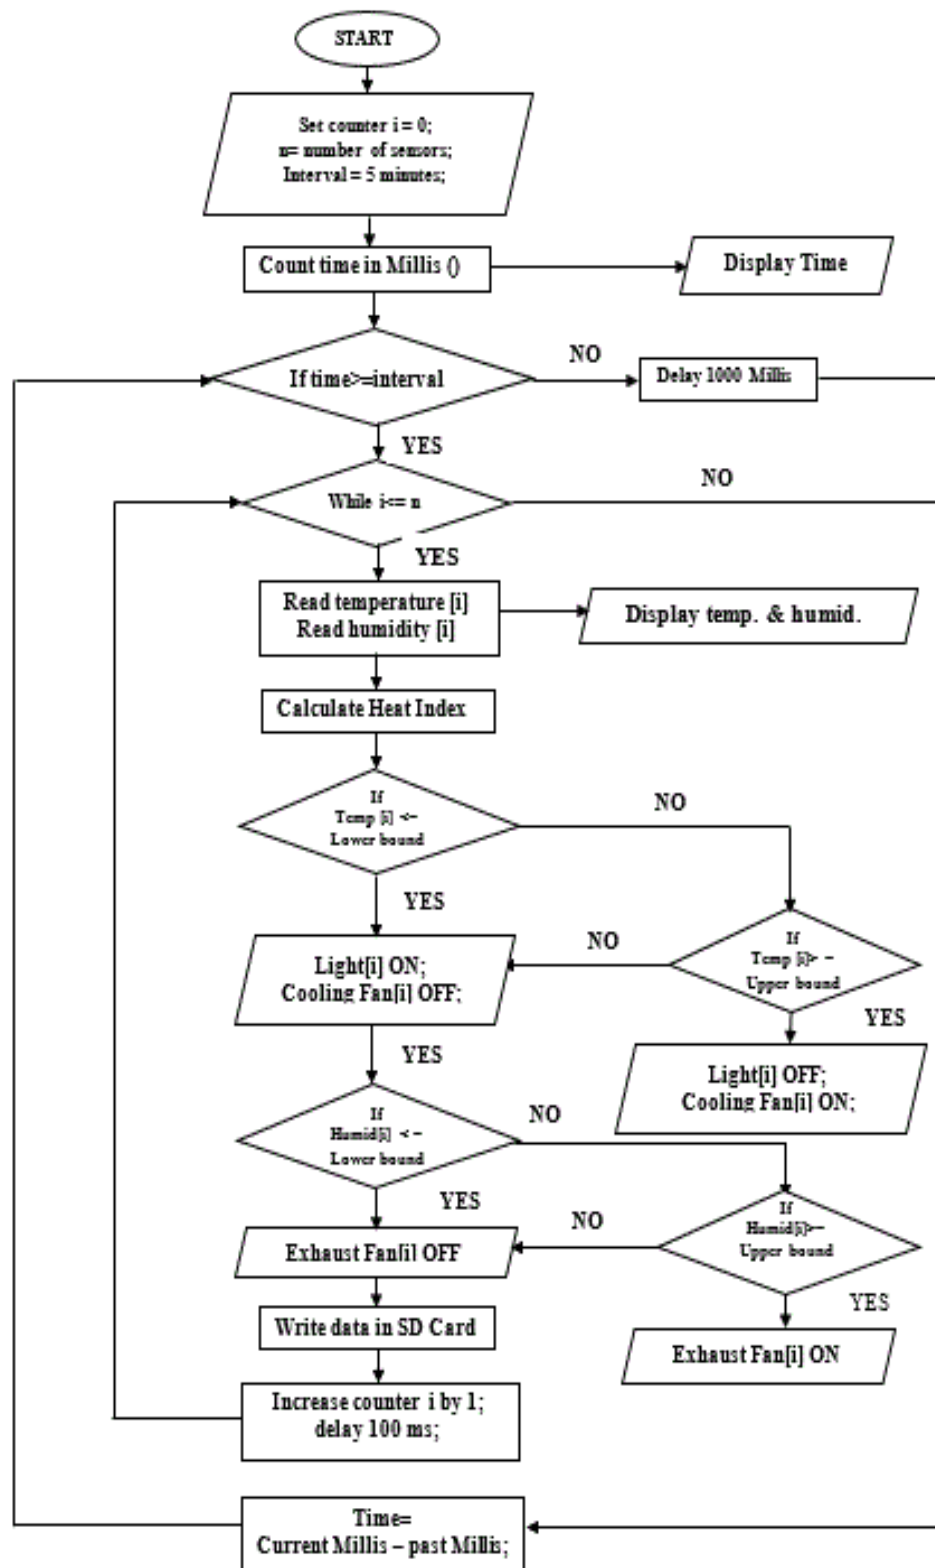 START
Set counter i = 0;
n= number of sensors;
Interval = 5 minutes;
Count time in Millis ()
Display Time
If time>=interval
NO
Delay 1000 Millis
YES
While i<= n
NO
YES
Read temperature [i]
Read humidity [i]
Display temp. & humid.
Calculate Heat Index
If
Temp [i] <=
Lower bound
NO
YES
If
Temp [i]> =
Upper bound
NO
Light[i] ON;
Cooling Fan[i] OFF;
YES
Light[i] OFF;
Cooling Fan[i] ON;
YES
If
Humid[i] <=
Lower bound
NO
YES
If
Humid[i]>=
Upper bound
NO
Exhaust Fan[i] OFF
YES
Exhaust Fan[i] ON
Write data in SD Card
Increase counter i by 1;
delay 100 ms;
Time=
Current Millis – past Millis;